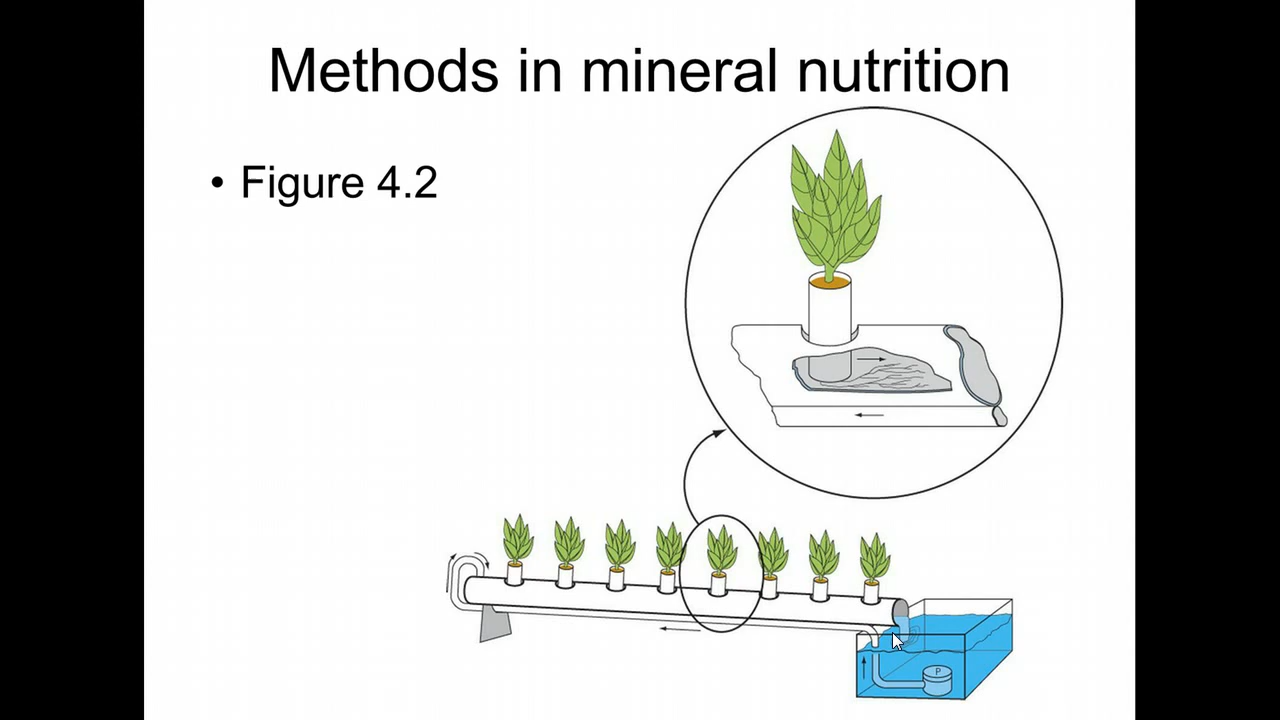 Methods in mineral nutrition
• Figure 4.2
P